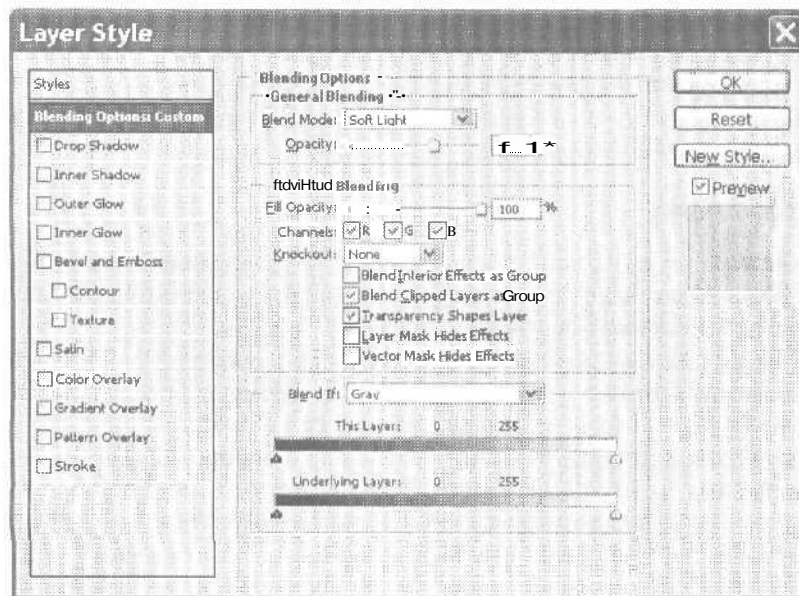 Layer Style
Styles
Blending Options: Custom
Drop Shadow
Inner Shadow
Outer Glow
Inner Glow
Bevel and Emboss
Contour
Texture
Satin
Color Overlay
Gradient Overlay
Pattern Overlay
Stroke
Blending Options
General Blending
Blend Mode: Soft Light
Opacity:
ftdviHtud Blending
Fill Opacity: 100 %
Channels: R G B
Knockout: None
Blend Interior Effects as Group
Blend Clipped Layers as Group
Transparency Shapes Layer
Layer Mask Hides Effects
Vector Mask Hides Effects
Blend If: Gray
This Layer: 0 255
Underlying Layer: 0 255
OK
Reset
New Style...
Preview